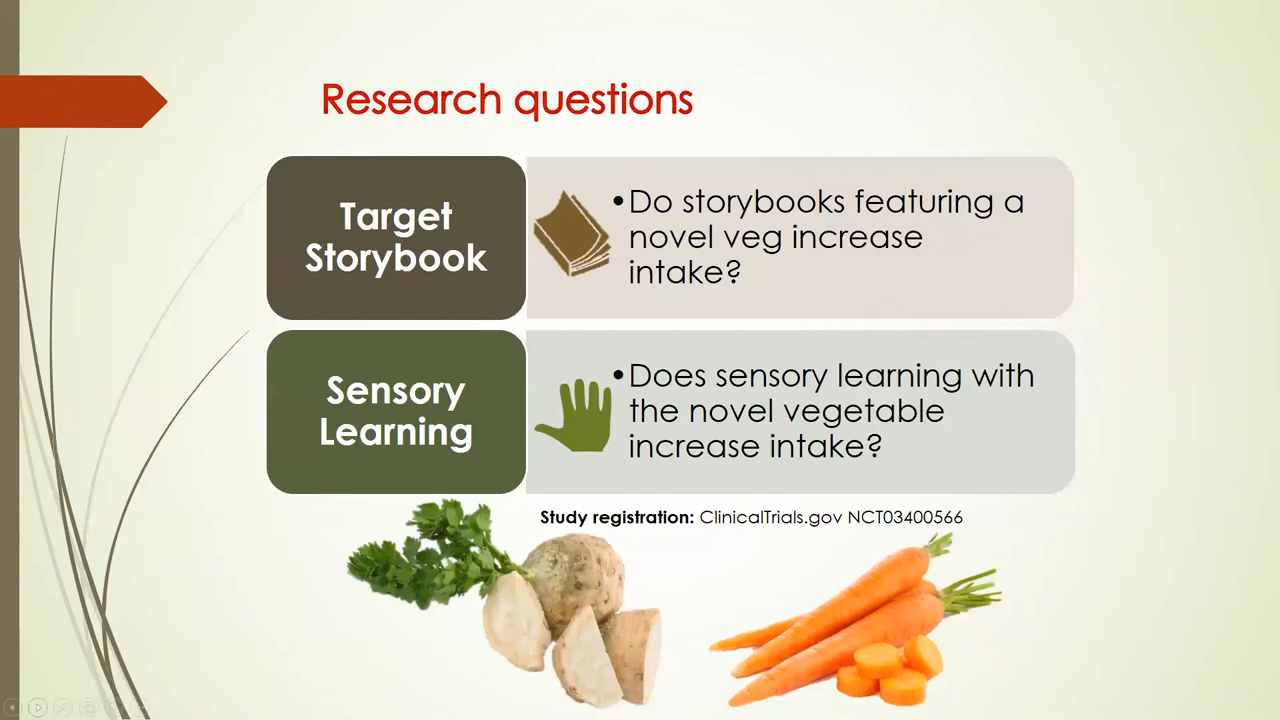 Research questions
Target
Storybook
•Do storybooks featuring a
novel veg increase
intake?
Sensory
Learning
•Does sensory learning with
the novel vegetable
increase intake?
Study registration: ClinicalTrials.gov NCT03400566